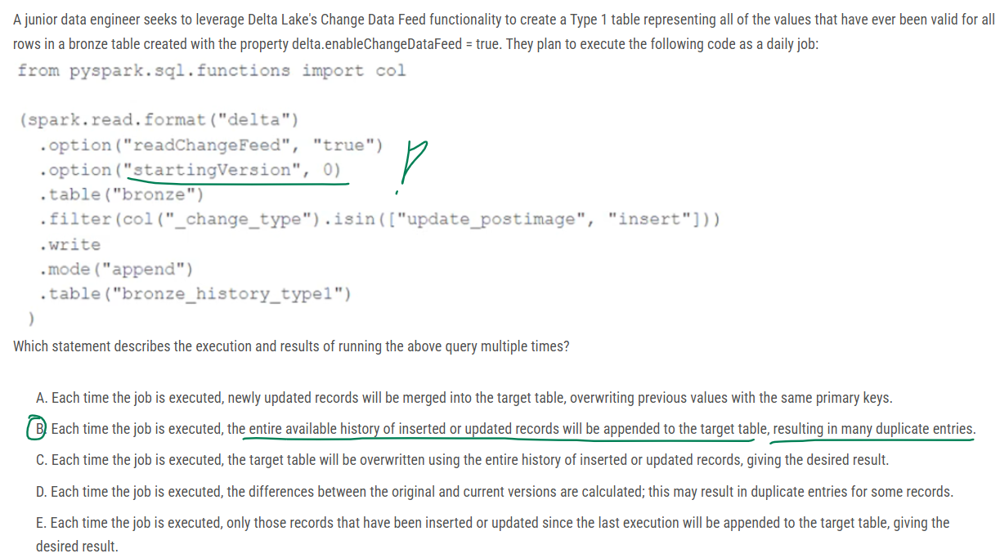 A junior data engineer seeks to leverage Delta Lake's Change Data Feed functionality to create a Type 1 table representing all of the values that have ever been valid for all
rows in a bronze table created with the property delta.enableChangeDataFeed = true. They plan to execute the following code as a daily job:
from pyspark.sql.functions import col
(spark.read.format("delta")
.option("readChangeFeed", "true")
.option("startingVersion", 0)
.table("bronze")
.filter(col("_change_type").isin(["update_postimage", "insert"]))
.write
.mode("append")
.table("bronze_history_type1")
)
Which statement describes the execution and results of running the above query multiple times?
A. Each time the job is executed, newly updated records will be merged into the target table, overwriting previous values with the same primary keys.
B. Each time the job is executed, the entire available history of inserted or updated records will be appended to the target table, resulting in many duplicate entries.
C. Each time the job is executed, the target table will be overwritten using the entire history of inserted or updated records, giving the desired result.
D. Each time the job is executed, the differences between the original and current versions are calculated; this may result in duplicate entries for some records.
E. Each time the job is executed, only those records that have been inserted or updated since the last execution will be appended to the target table, giving the
desired result.